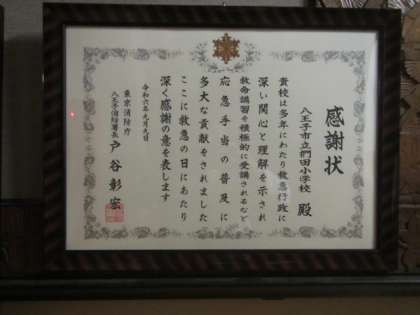 感謝状
八王子市立椚田小学校 殿
貴校は多年にわたり救急行政に
深い関心と理解を示され
救命講習を積極的に受講されるなど
応急手当の普及に
多大な貢献をされました
ここに救急の日にあたり
深く感謝の意を表します
令和六年九月九日
東京消防庁
八王子消防署長 戸谷彰宏